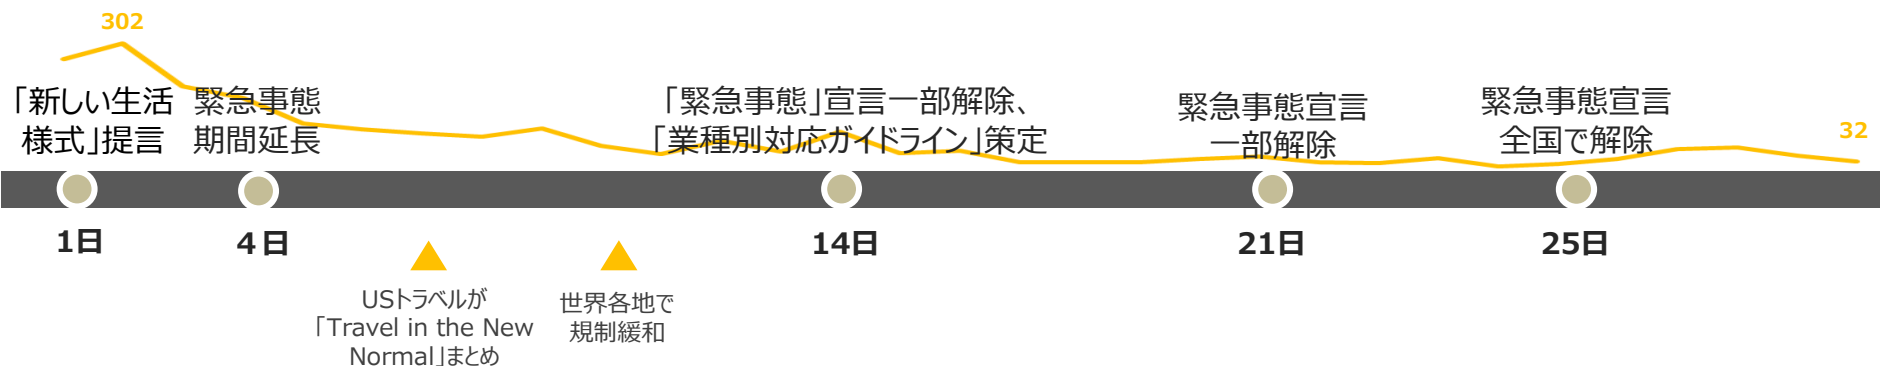 302
「新しい生活
様式」提言
緊急事態
期間延長
「緊急事態」宣言一部解除、
「業種別対応ガイドライン」策定
緊急事態宣言
一部解除
緊急事態宣言
全国で解除
32
1日
4日
14日
21日
25日
USトラベルが
「Travel in the New
Normal」まとめ
世界各地で
規制緩和